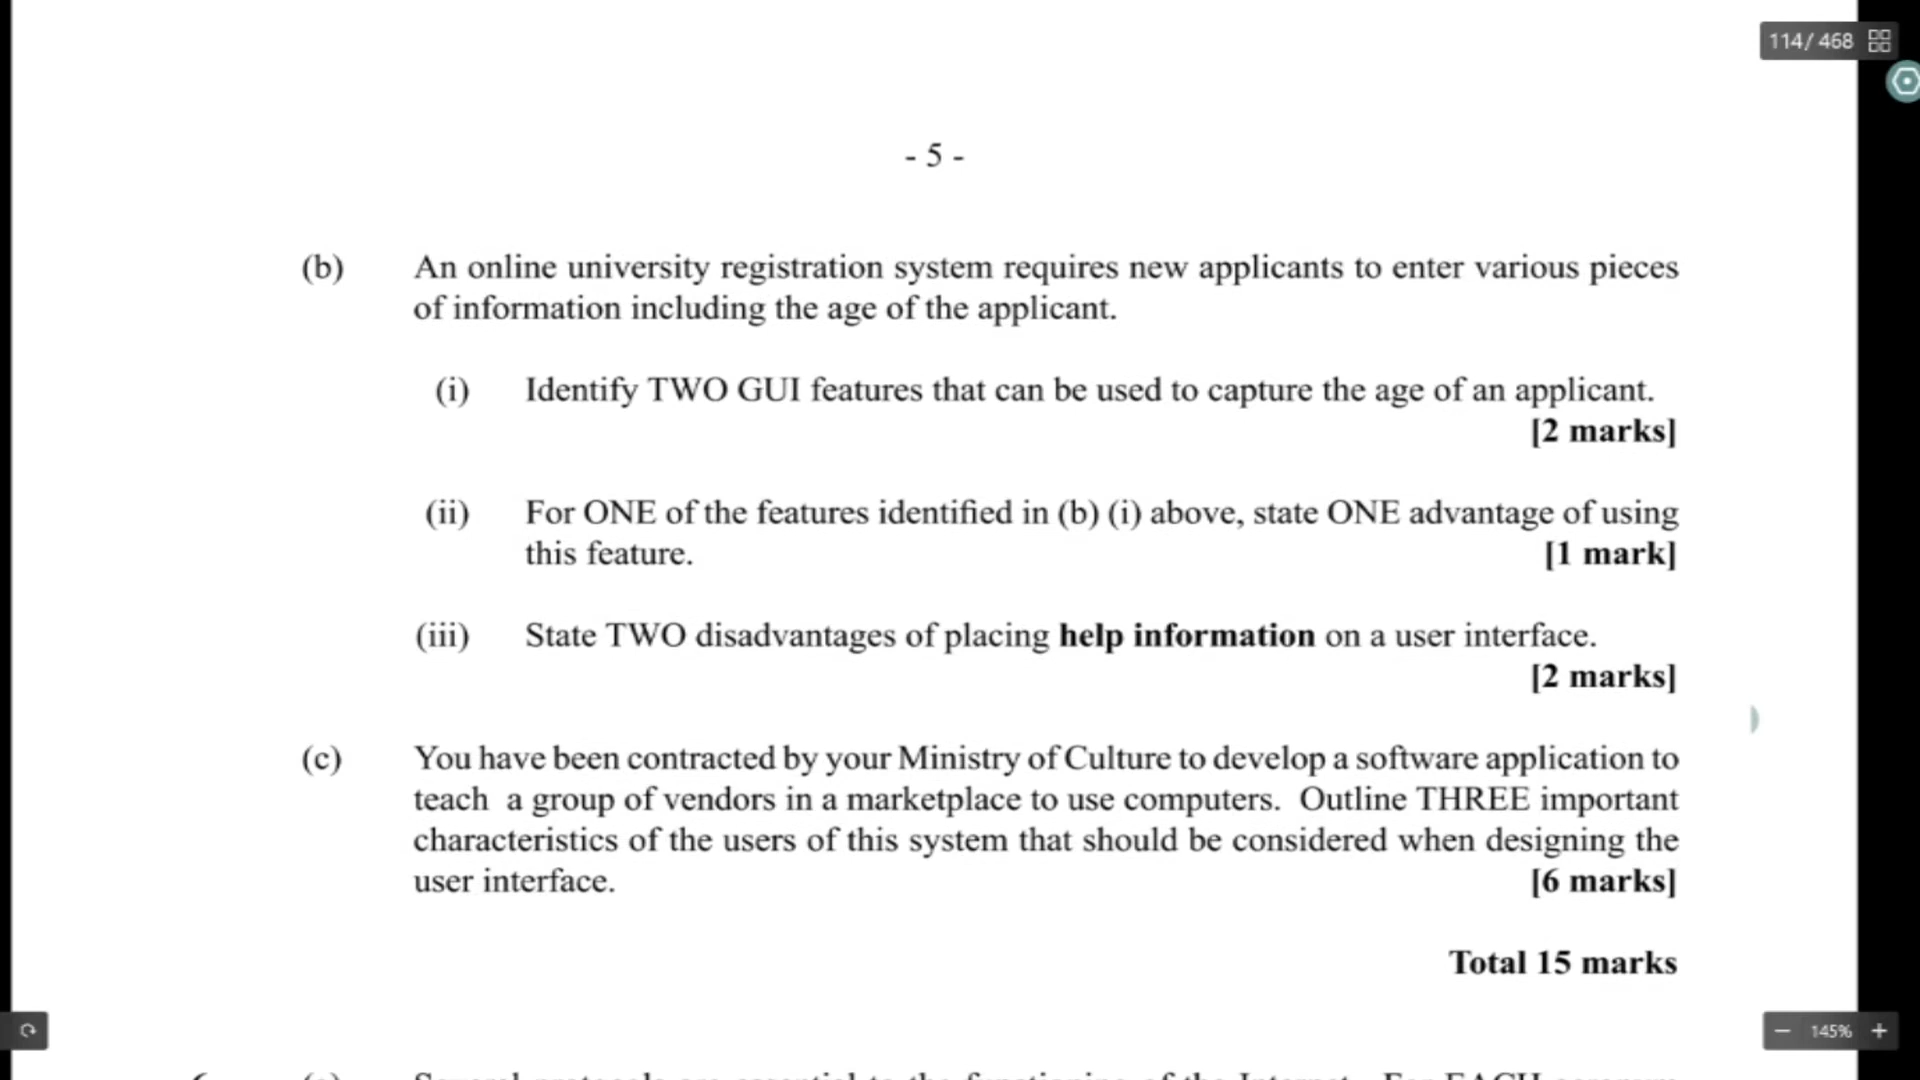 114/ 468
- 5 -
(b) An online university registration system requires new applicants to enter various pieces
of information including the age of the applicant.
(i) Identify TWO GUI features that can be used to capture the age of an applicant.
[2 marks]
(ii) For ONE of the features identified in (b) (i) above, state ONE advantage of using
this feature. [1 mark]
(iii) State TWO disadvantages of placing help information on a user interface.
[2 marks]
(c) You have been contracted by your Ministry of Culture to develop a software application to
teach a group of vendors in a marketplace to use computers. Outline THREE important
characteristics of the users of this system that should be considered when designing the
user interface. [6 marks]
Total 15 marks
145%